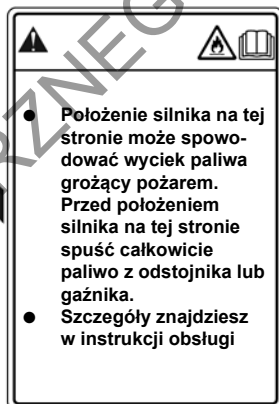 ● Położenie silnika na tej
stronie może spowo-
dować wyciek paliwa
grożący pożarem.
Przed położeniem
silnika na tej stronie
spuść całkowicie
paliwo z odstojnika lub
gaźnika.
● Szczegóły znajdziesz
w instrukcji obsługi